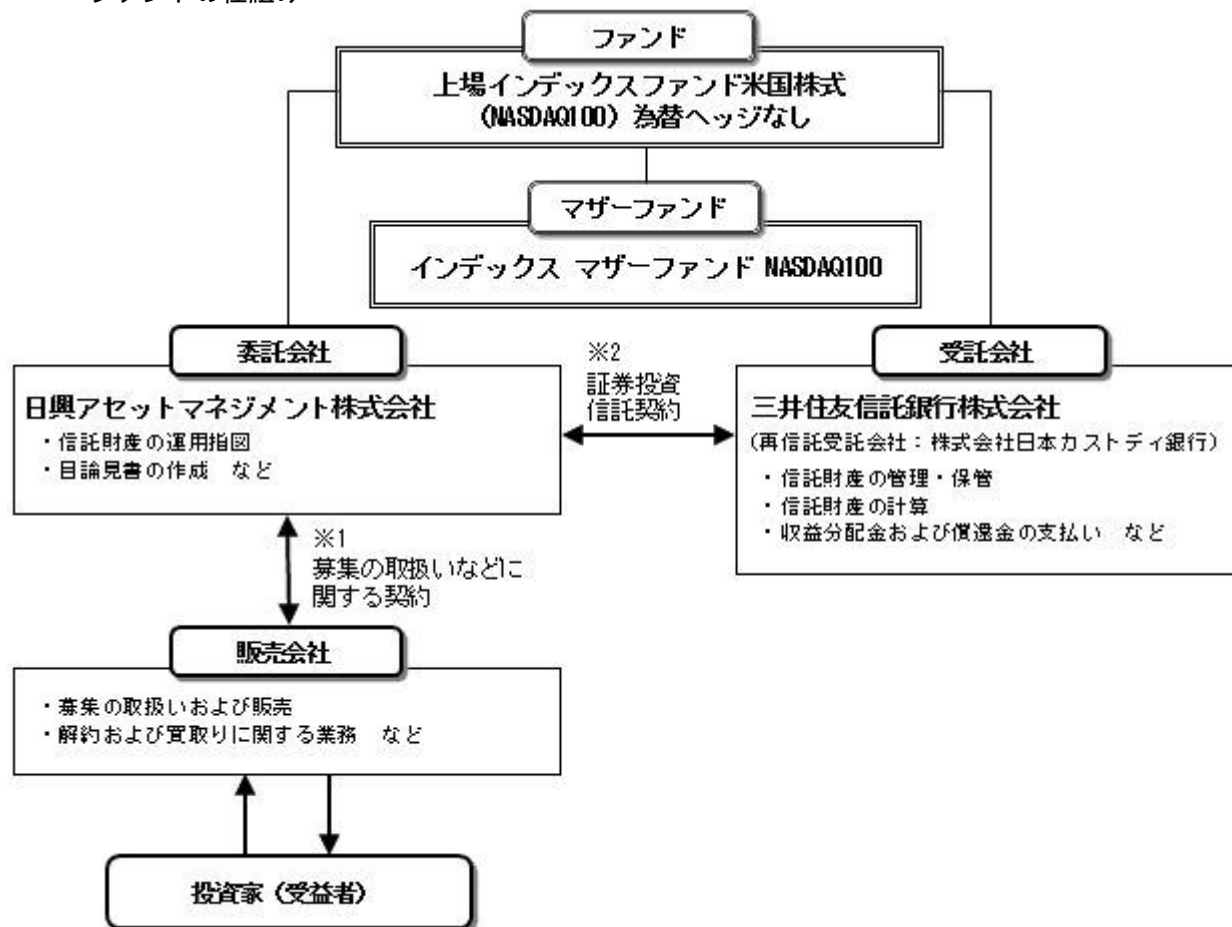 ファンドの仕組み
ファンド
上場インデックスファンド米国株式
(NASDAQ100) 為替ヘッジなし
マザーファンド
インデックス マザーファンド NASDAQ100
委託会社
日興アセットマネジメント株式会社
・信託財産の運用指図
・目論見書の作成　など
※2
証券投資
信託契約
受託会社
三井住友信託銀行株式会社
(再信託受託会社：株式会社日本カストディ銀行)
・信託財産の管理・保管
・信託財産の計算
・収益分配金および償還金の支払い　など
※1
募集の取扱いなどに
関する契約
販売会社
・募集の取扱いおよび販売
・解約および買取りに関する業務　など
投資家（受益者）